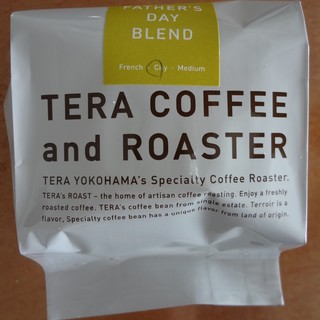 FATHER'S
DAY
BLEND
French · City · Medium
TERA COFFEE
and ROASTER
TERA YOKOHAMA's Specialty Coffee Roaster.
TERA's ROAST – the home of artisan coffee roasting. Enjoy a freshly
roasted coffee. TERA's coffee bean from single estate. Terroir is a
flavor, Specialty coffee bean has a unique flavor from land of origin.